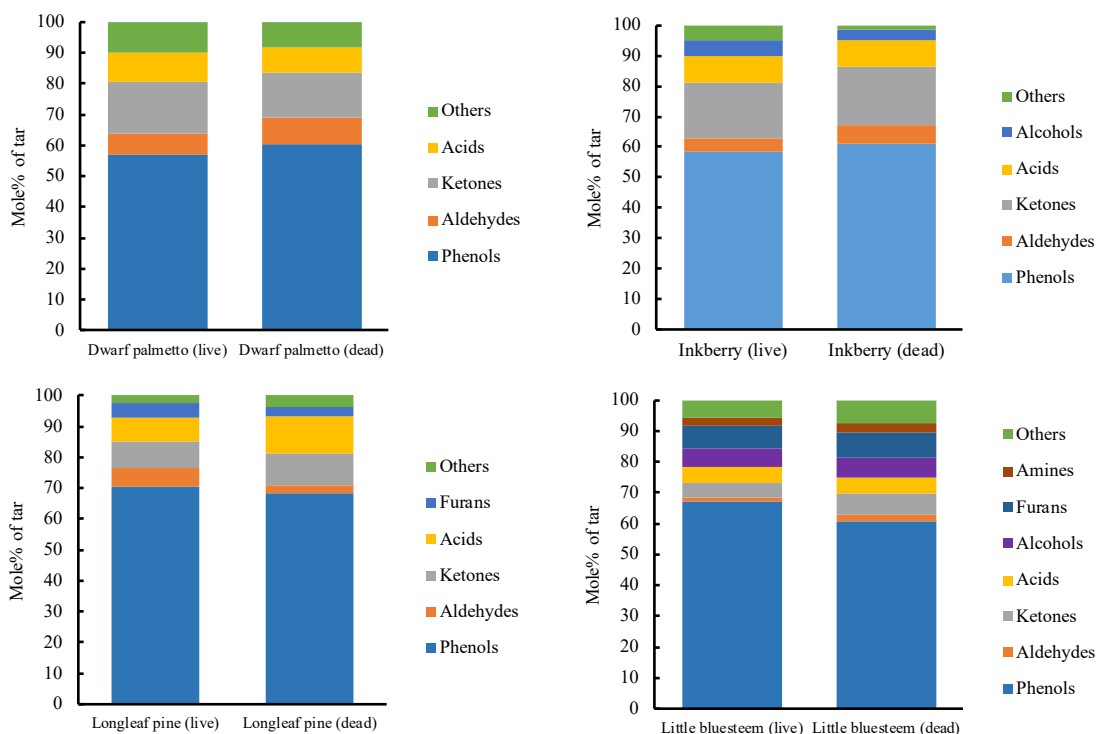 100
90
80
70
60
50
40
30
20
10
0
Mole% of tar
Dwarf palmetto (live)
Dwarf palmetto (dead)
Others
Acids
Ketones
Aldehydes
Phenols
100
90
80
70
60
50
40
30
20
10
0
Mole% of tar
Inkberry (live)
Inkberry (dead)
Others
Alcohols
Acids
Ketones
Aldehydes
Phenols
100
90
80
70
60
50
40
30
20
10
0
Mole% of tar
Longleaf pine (live)
Longleaf pine (dead)
Others
Furans
Acids
Ketones
Aldehydes
Phenols
100
90
80
70
60
50
40
30
20
10
0
Mole% of tar
Little bluesteem (live)
Little bluesteem (dead)
Others
Amines
Furans
Alcohols
Acids
Ketones
Aldehydes
Phenols